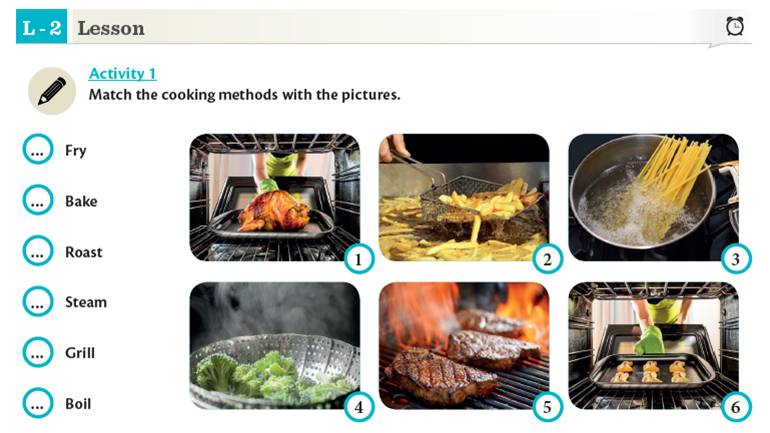 L - 2 Lesson
Activity 1
Match the cooking methods with the pictures.
... Fry
... Bake
... Roast
... Steam
... Grill
... Boil
1
2
3
4
5
6